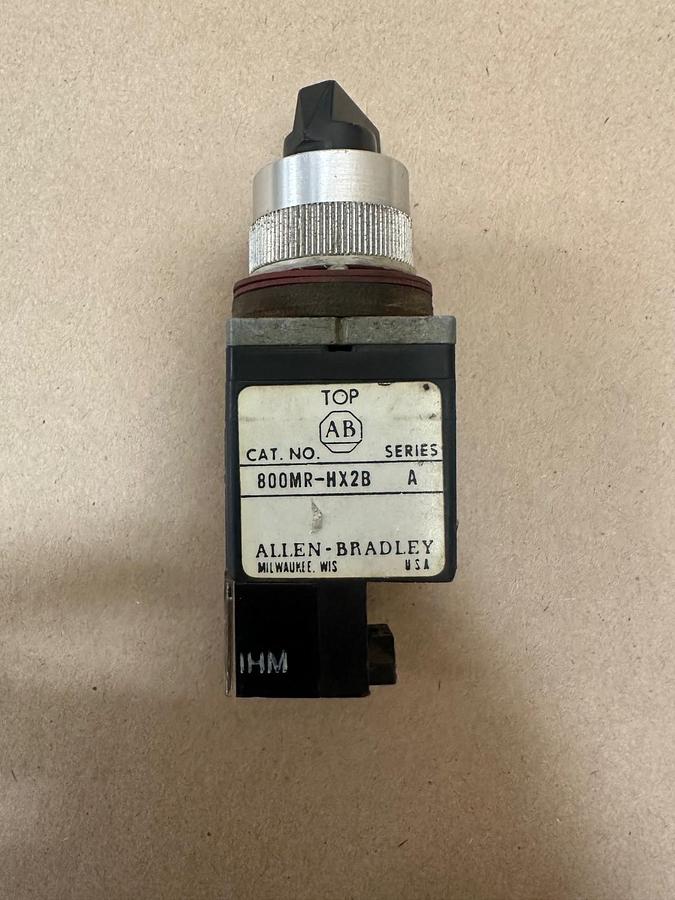 TOP
AB
CAT. NO. SERIES
800MR-HX2B A
ALLEN-BRADLEY
MILWAUKEE, WIS USA
IHM